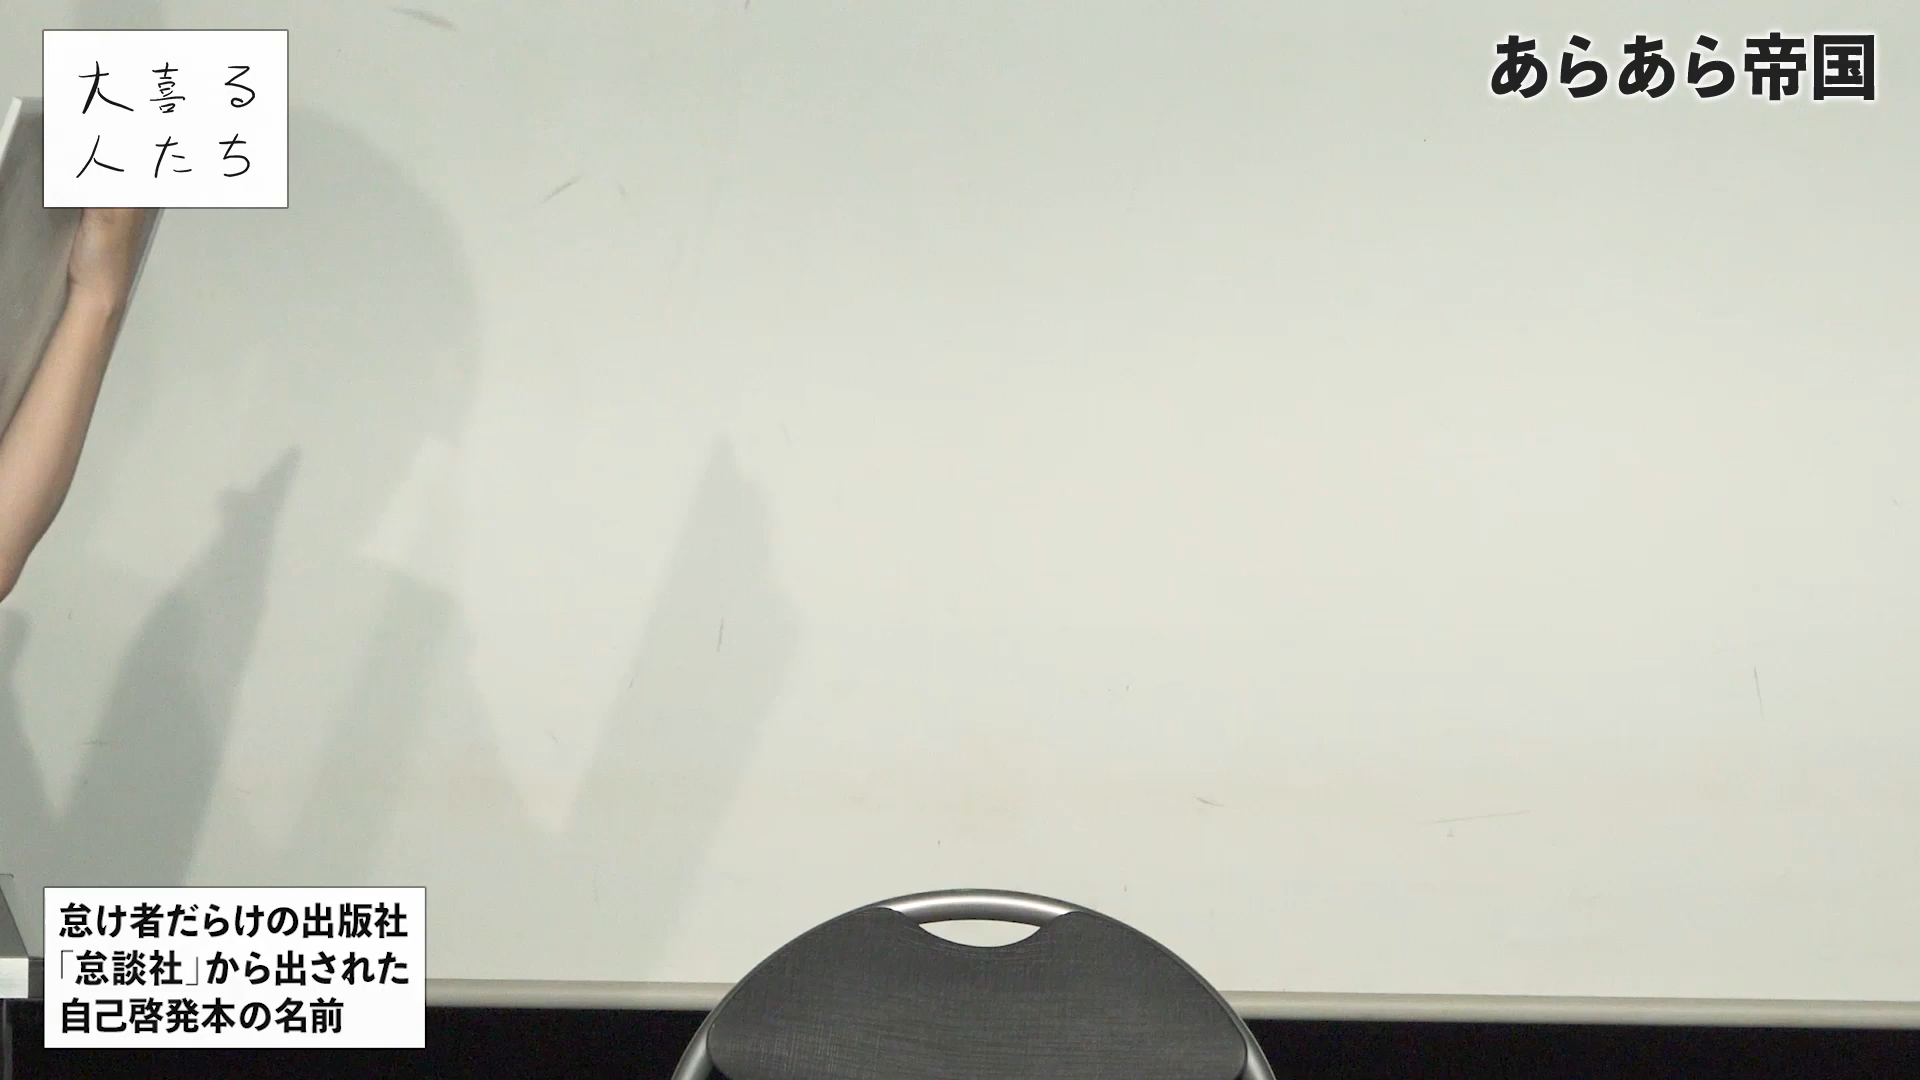 大喜る
人たち
あらあら帝国
怠け者だらけの出版社
「怠談社」から出された
自己啓発本の名前